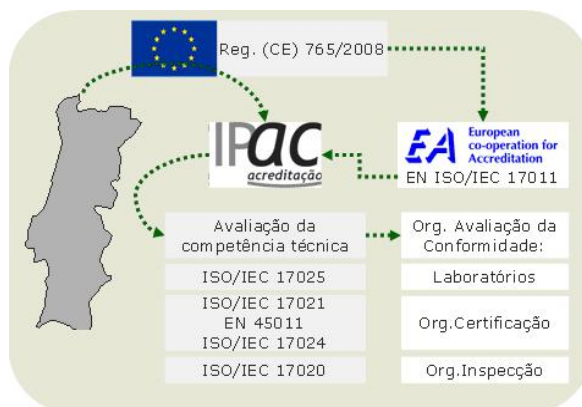 Reg. (CE) 765/2008
IPac
acreditação
EA
European
co-operation for
Accreditation
EN ISO/IEC 17011
Avaliação da
competência técnica
Org. Avaliação da
Conformidade:
ISO/IEC 17025
Laboratórios
ISO/IEC 17021
EN 45011
ISO/IEC 17024
Org.Certificação
ISO/IEC 17020
Org.Inspecção